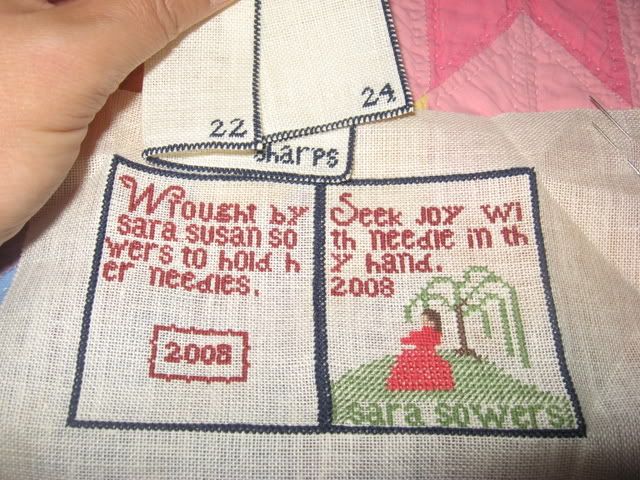 22
24
sharps
Wrought by
sara susan so
wers to hold h
er needles.
2008
Seek joy wi
th needle in th
y hand.
2008
sara sowers